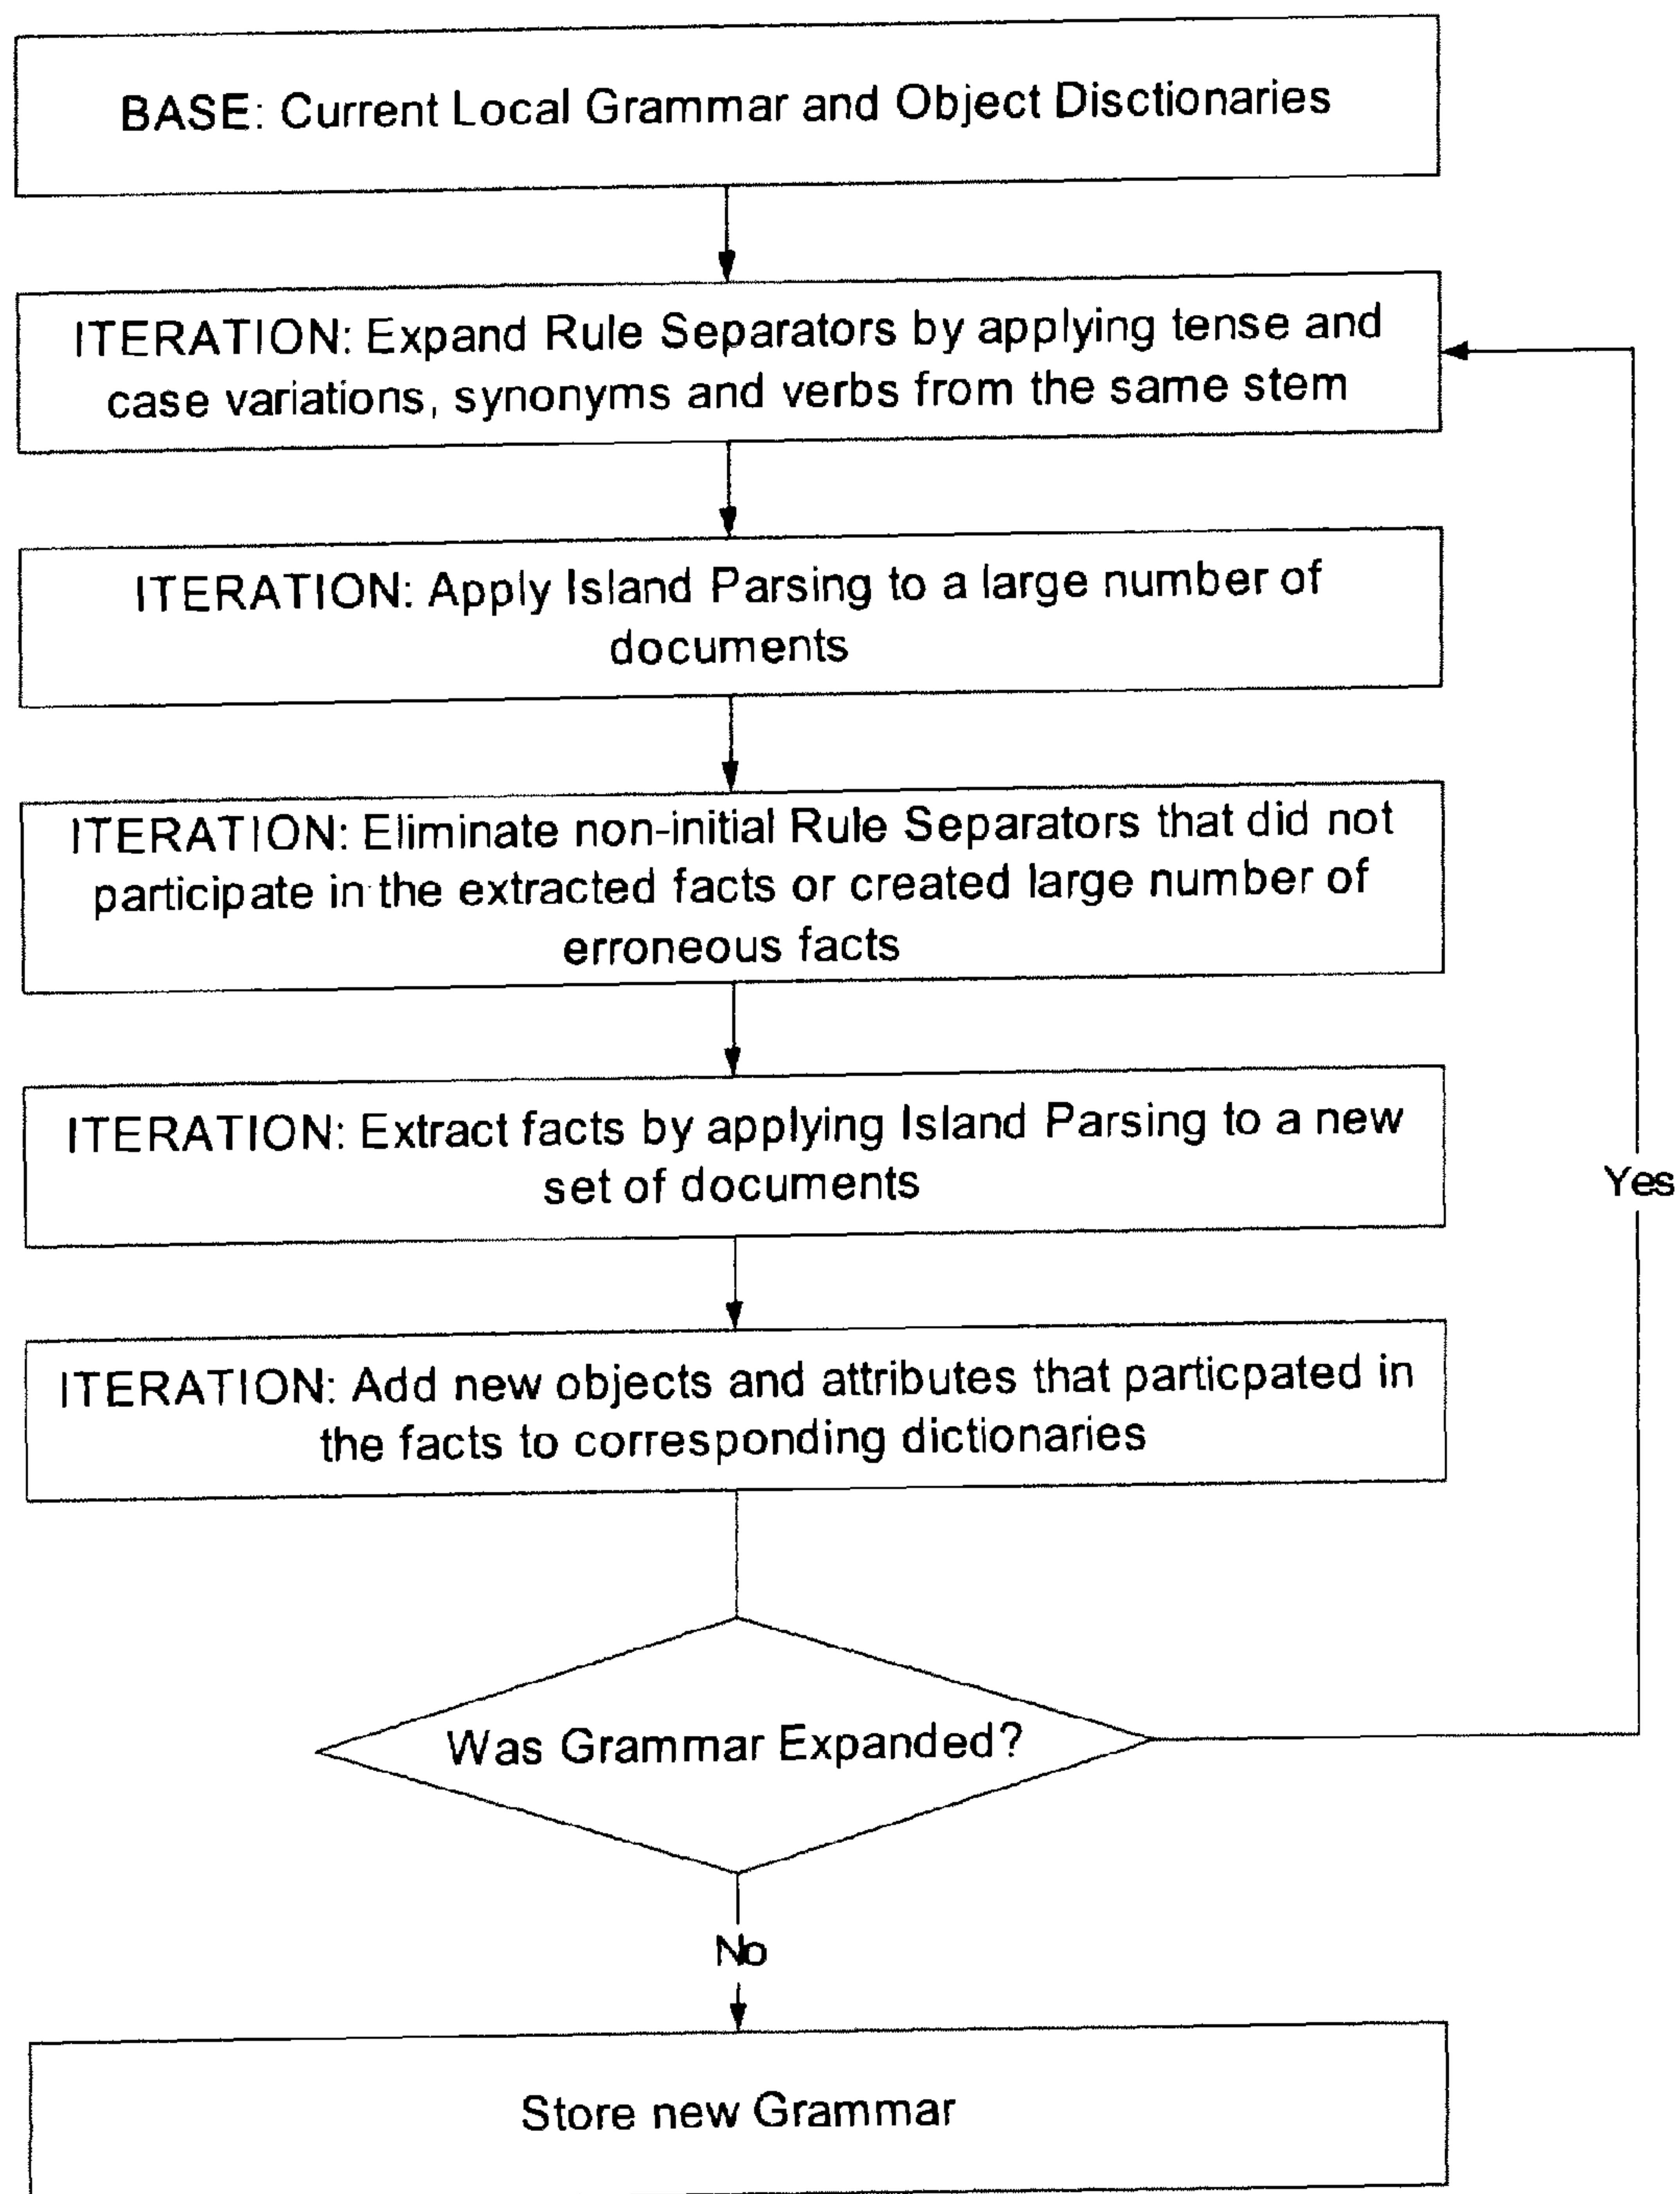 BASE: Current Local Grammar and Object Disctionaries
ITERATION: Expand Rule Separators by applying tense and
case variations, synonyms and verbs from the same stem
ITERATION: Apply Island Parsing to a large number of
documents
ITERATION: Eliminate non-initial Rule Separators that did not
participate in the extracted facts or created large number of
erroneous facts
ITERATION: Extract facts by applying Island Parsing to a new
set of documents
Yes
ITERATION: Add new objects and attributes that particpated in
the facts to corresponding dictionaries
Was Grammar Expanded?
No
Store new Grammar